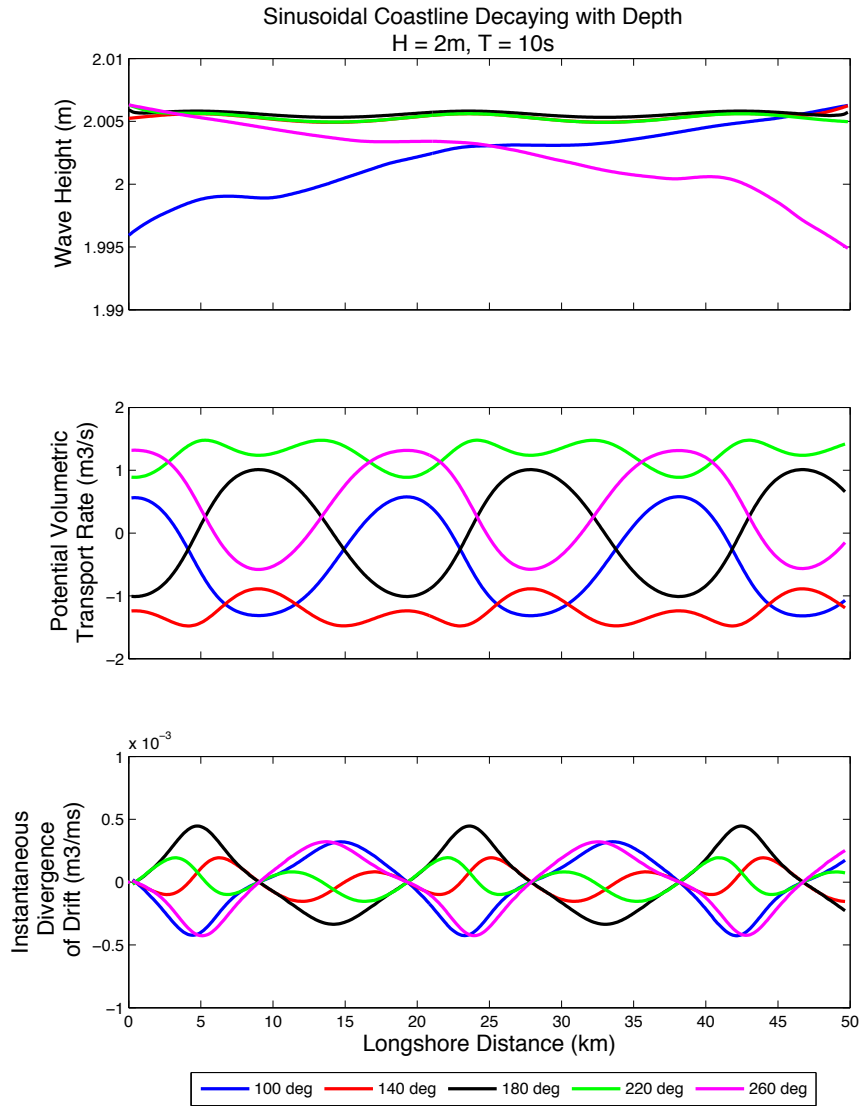 Sinusoidal Coastline Decaying with Depth
H = 2m, T = 10s
2.01
2.005
2
1.995
1.99
Wave Height (m)
2
1
0
−1
−2
Potential Volumetric
Transport Rate (m3/s)
x 10⁻³
1
0.5
0
−0.5
−1
Instantaneous
Divergence
of Drift (m3/ms)
0 5 10 15 20 25 30 35 40 45 50
Longshore Distance (km)
100 deg 140 deg 180 deg 220 deg 260 deg